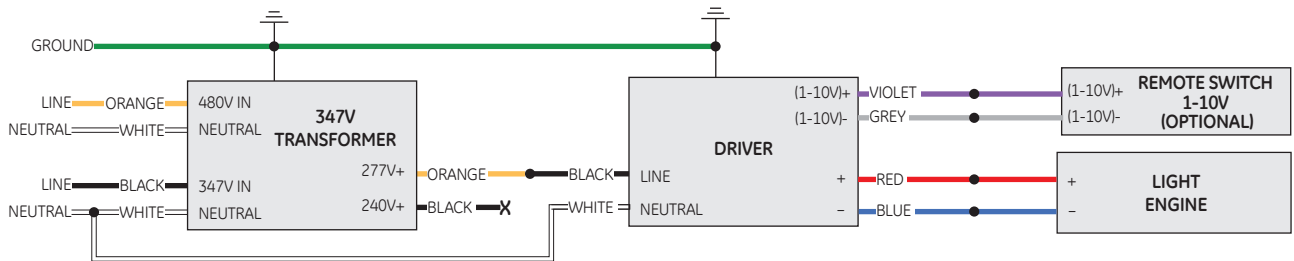 GROUND
LINE ORANGE 480V IN
NEUTRAL WHITE NEUTRAL
347V
TRANSFORMER
LINE BLACK 347V IN
NEUTRAL WHITE NEUTRAL
277V+ ORANGE BLACK LINE
240V+ BLACK X WHITE NEUTRAL
DRIVER
(1-10V)+ VIOLET (1-10V)+
(1-10V)- GREY (1-10V)-
REMOTE SWITCH
1-10V
(OPTIONAL)
+ RED +
– BLUE –
LIGHT
ENGINE